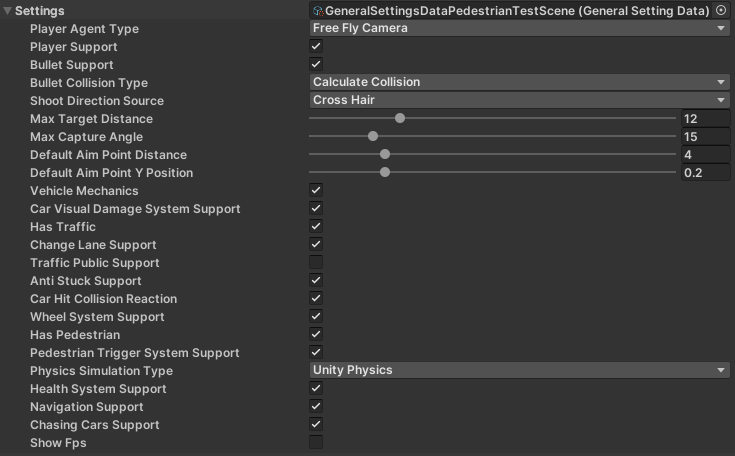 Settings GeneralSettingsDataPedestrianTestScene (General Setting Data)
Player Agent Type Free Fly Camera
Player Support
Bullet Support
Bullet Collision Type Calculate Collision
Shoot Direction Source Cross Hair
Max Target Distance 12
Max Capture Angle 15
Default Aim Point Distance 4
Default Aim Point Y Position 0.2
Vehicle Mechanics
Car Visual Damage System Support
Has Traffic
Change Lane Support
Traffic Public Support
Anti Stuck Support
Car Hit Collision Reaction
Wheel System Support
Has Pedestrian
Pedestrian Trigger System Support
Physics Simulation Type Unity Physics
Health System Support
Navigation Support
Chasing Cars Support
Show Fps